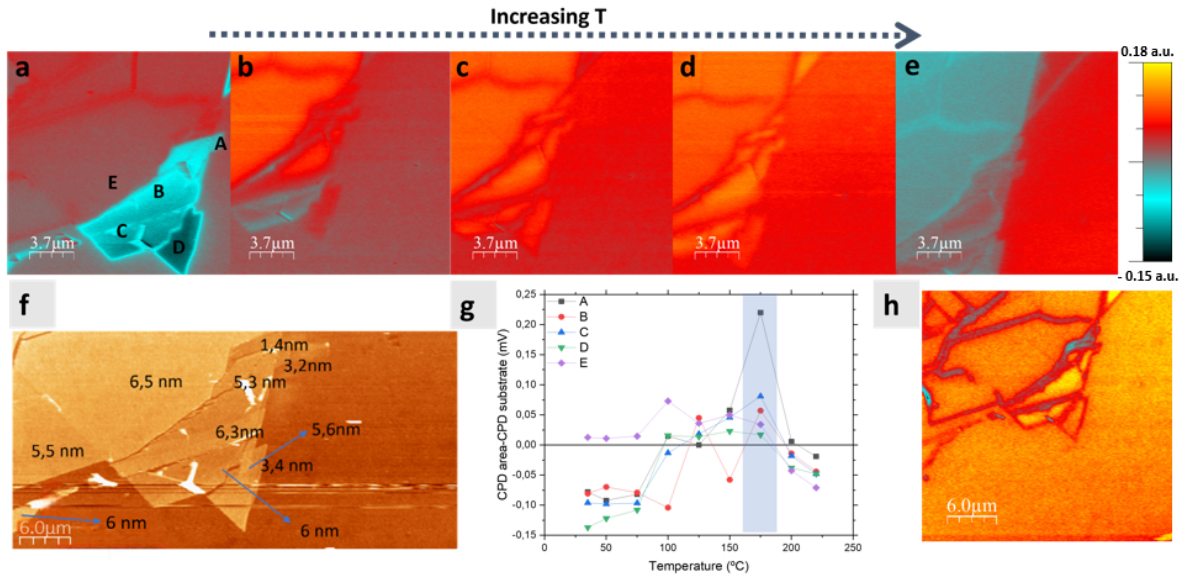 Increasing T
a
b
c
d
e
0.18 a.u.
A
E
B
C
D
3.7µm
3.7µm
3.7µm
3.7µm
3.7µm
- 0.15 a.u.
f
1,4nm
3,2nm
6,5 nm
5,3 nm
6,3nm
5,6nm
5,5 nm
3,4 nm
6 nm
6 nm
6.0µm
g
CPD area-CPD substrate (mV)
0,25
0,20
0,15
0,10
0,05
0,00
-0,05
-0,10
-0,15
A
B
C
D
E
0 50 100 150 200 250
Temperature (ºC)
h
6.0µm